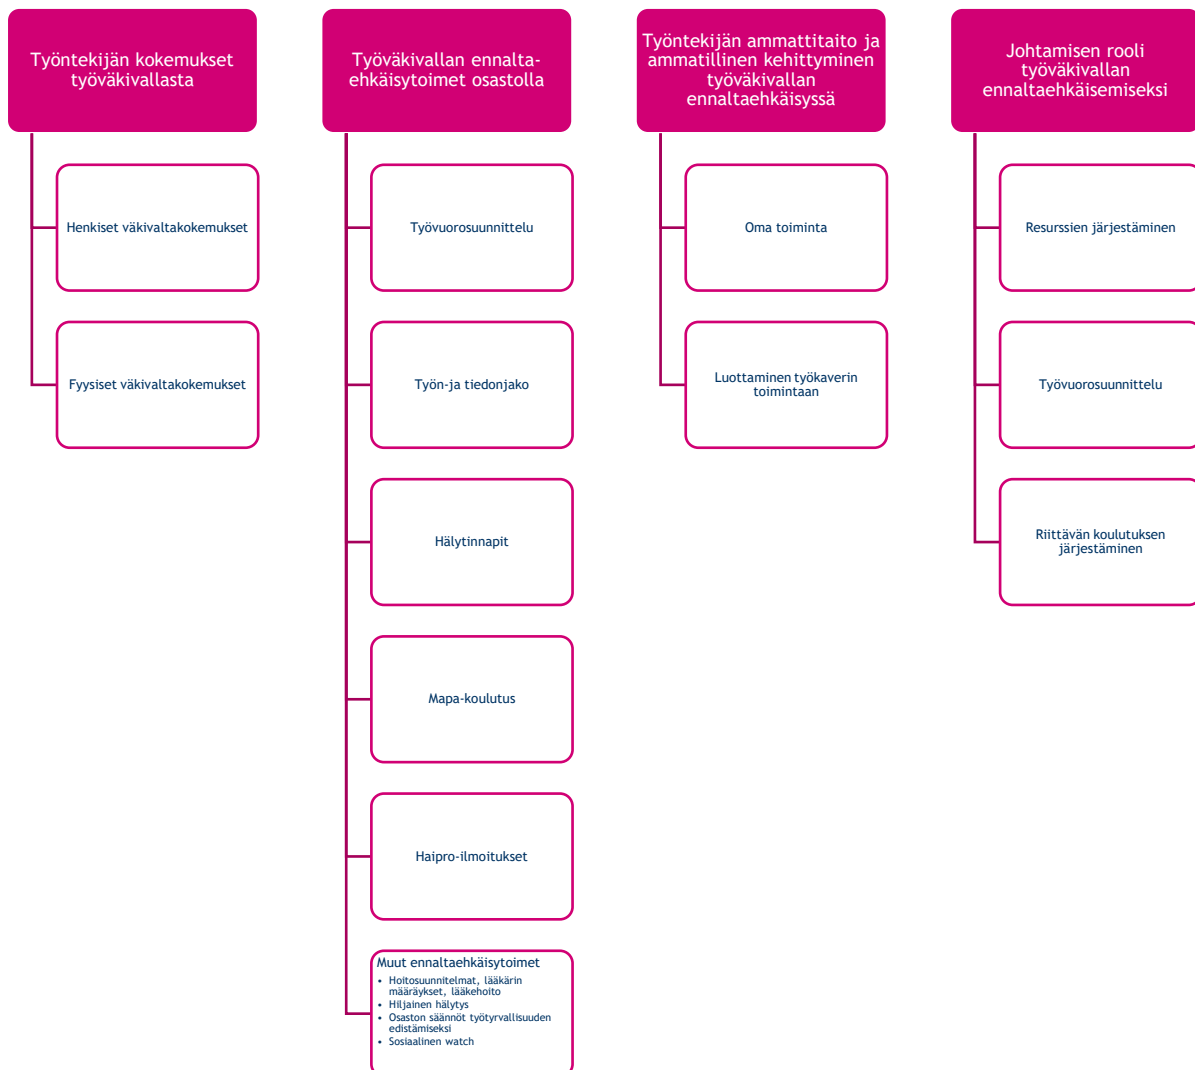 Työntekijän kokemukset
työväkivallasta
Henkiset väkivaltakokemukset
Fyysiset väkivaltakokemukset
Työväkivallan ennalta-
ehkäisytoimet osastolla
Työvuorosuunnittelu
Työn-ja tiedonjako
Hälytinnapit
Mapa-koulutus
Haipro-ilmoitukset
Muut ennaltaehkäisytoimet
• Hoitosuunnitelmat, lääkärin
määräykset, lääkehoito
• Hiljainen hälytys
• Osaston säännöt työtyrvallisuuden
edistämiseksi
• Sosiaalinen watch
Työntekijän ammattitaito ja
ammatillinen kehittyminen
työväkivallan
ennaltaehkäisyssä
Oma toiminta
Luottaminen työkaverin
toimintaan
Johtamisen rooli
työväkivallan
ennaltaehkäisemiseksi
Resurssien järjestäminen
Työvuorosuunnittelu
Riittävän koulutuksen
järjestäminen